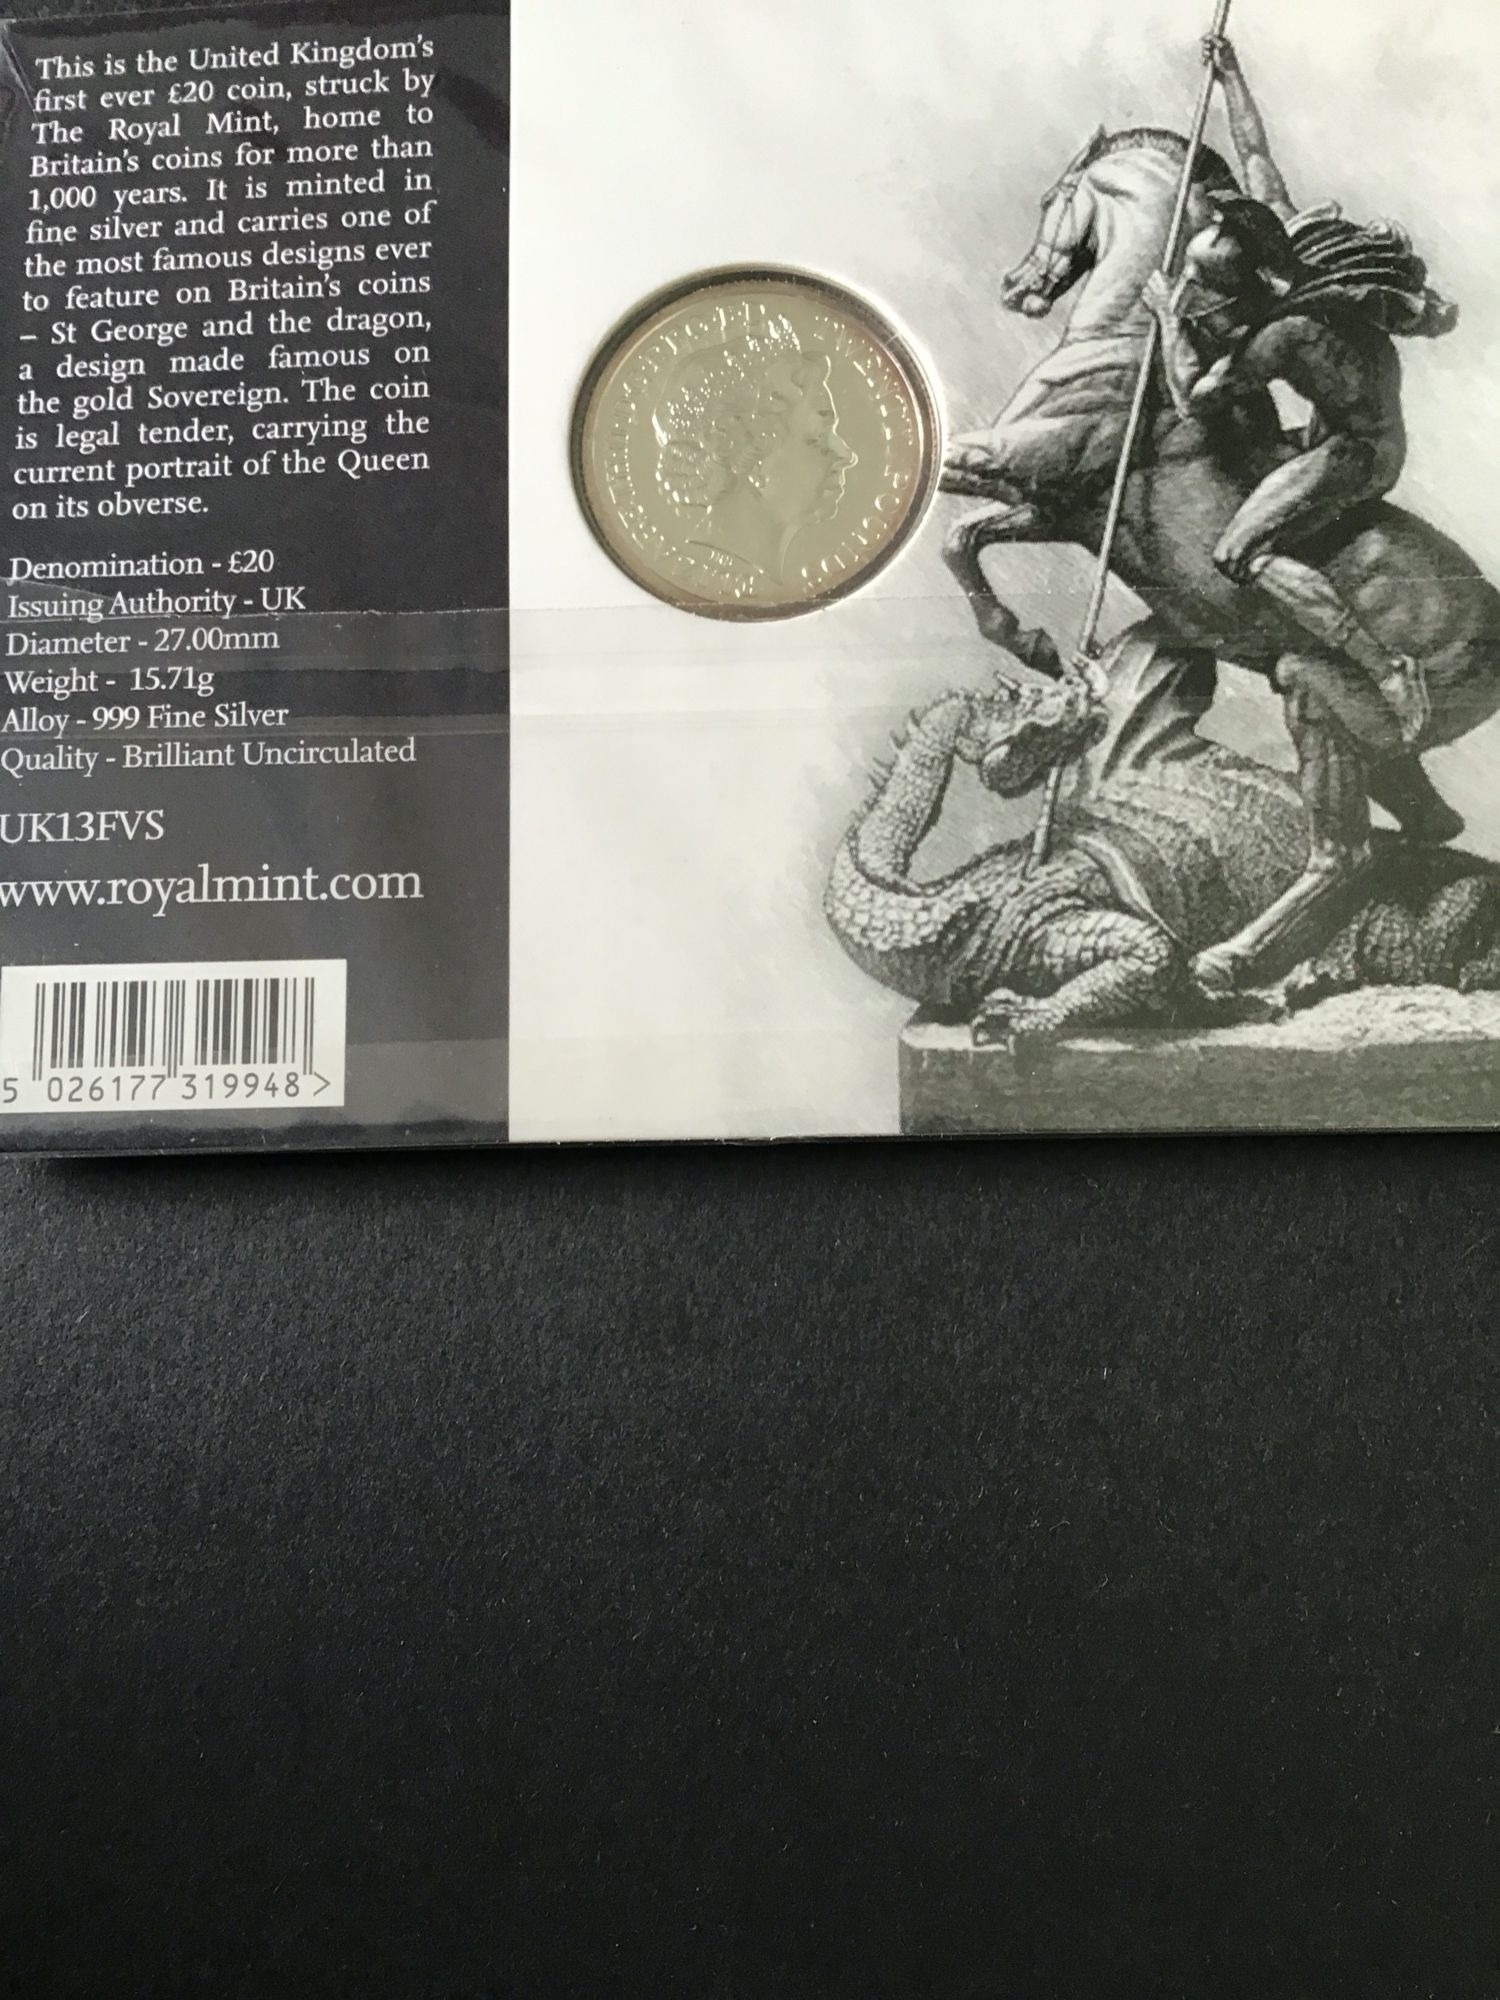 This is the United Kingdom's
first ever £20 coin, struck by
The Royal Mint, home to
Britain's coins for more than
1,000 years. It is minted in
fine silver and carries one of
the most famous designs ever
to feature on Britain's coins
– St George and the dragon,
a design made famous on
the gold Sovereign. The coin
is legal tender, carrying the
current portrait of the Queen
on its obverse.
Denomination - £20
Issuing Authority - UK
Diameter - 27.00mm
Weight - 15.71g
Alloy - 999 Fine Silver
Quality - Brilliant Uncirculated
UK13FVS
www.royalmint.com
5 026177 319948 >
TWENTY POUNDS